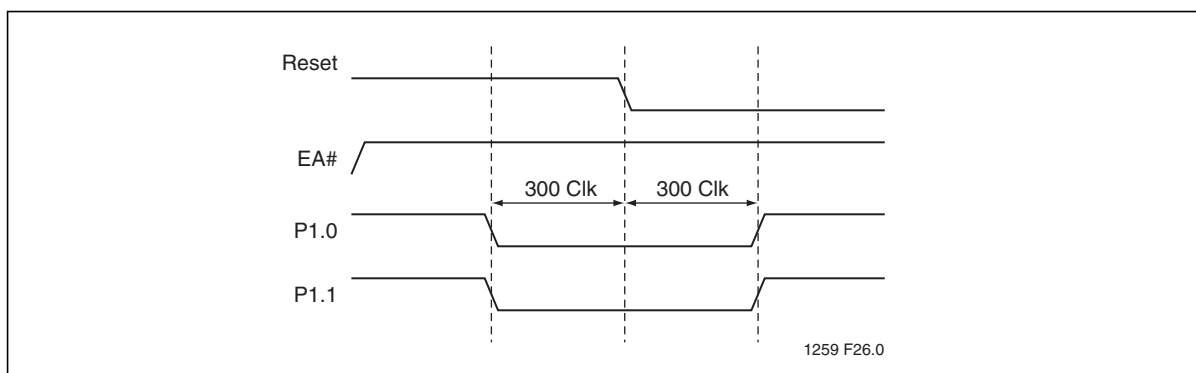 Reset
EA#
300 Clk 300 Clk
P1.0
P1.1
1259 F26.0